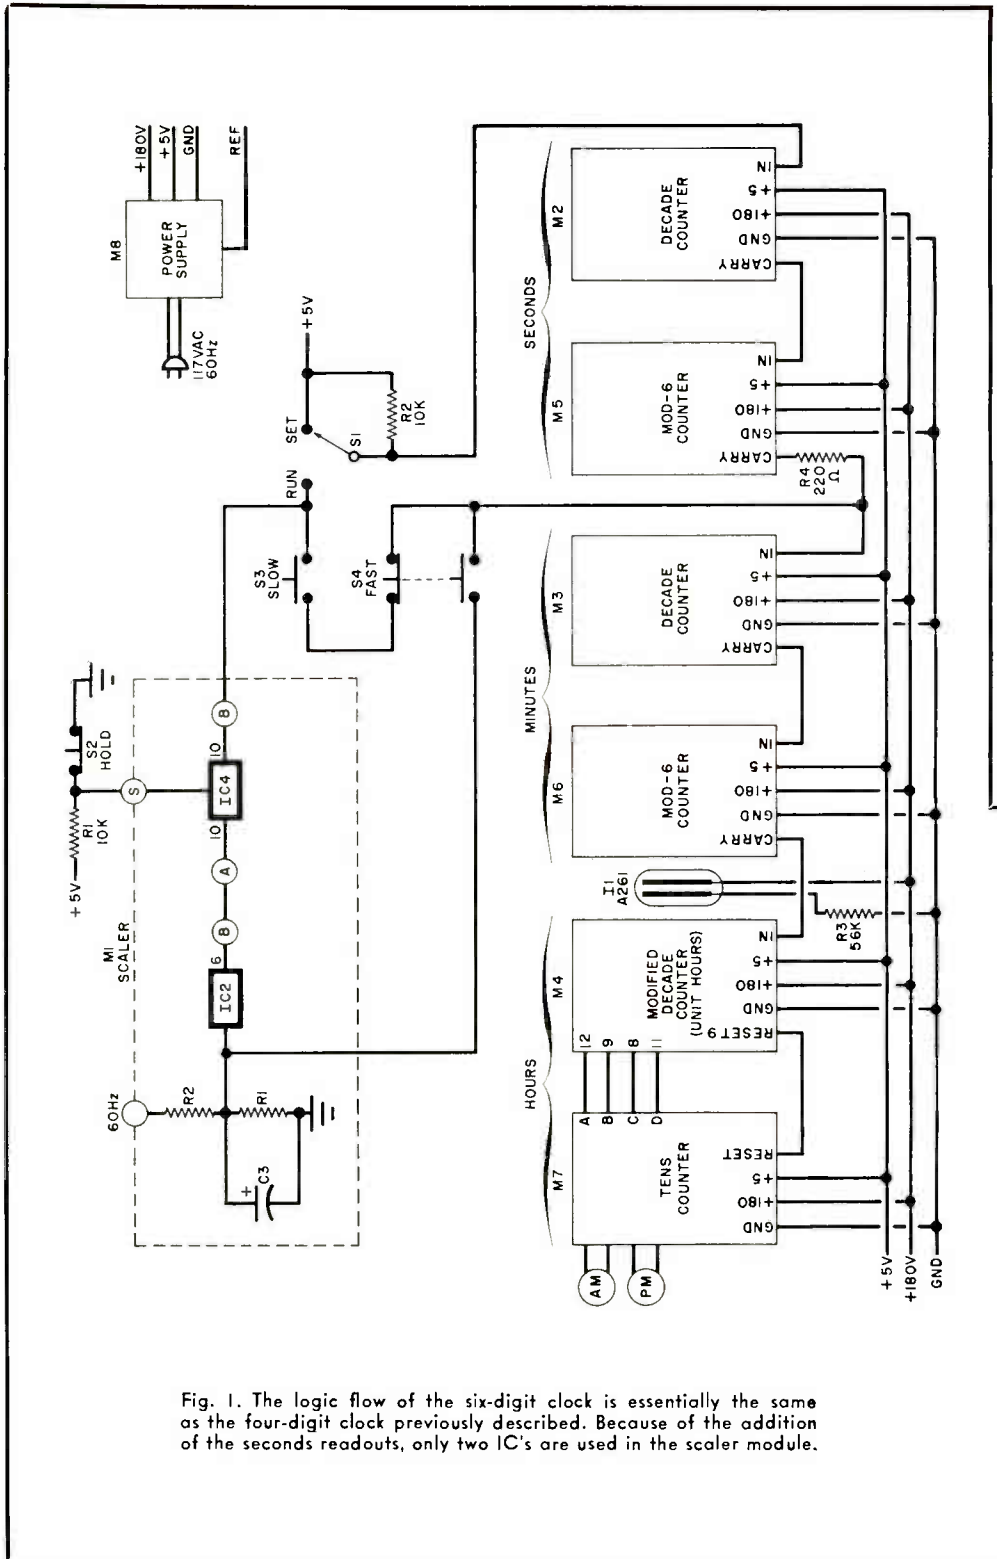 +180V
+5V
GND
REF
M8
POWER
SUPPLY
117VAC
60Hz
+5V
SET
S1
R2
10K
RUN
S3
SLOW
S4
FAST
S2
HOLD
R1
10K
+5V
S
M1
SCALER
B
10
IC4
10
A
B
6
IC2
60Hz
R2
R1
+
C3
SECONDS
M2
DECADE
COUNTER
IN
+5
+180
GND
CARRY
M5
MOD-6
COUNTER
IN
+5
+180
GND
CARRY
R4
220
Ω
MINUTES
M3
DECADE
COUNTER
IN
+5
+180
GND
CARRY
M6
MOD-6
COUNTER
IN
+5
+180
GND
CARRY
I1
A261
R3
56K
HOURS
M4
MODIFIED
DECADE
COUNTER
(UNIT HOURS)
IN
+5
+180
GND
RESET 9
12
9
8
11
M7
A
B
C
D
TENS
COUNTER
RESET
+5
+180
GND
AM
PM
+5V
+180V
GND
Fig. 1. The logic flow of the six-digit clock is essentially the same
as the four-digit clock previously described. Because of the addition
of the seconds readouts, only two IC's are used in the scaler module.